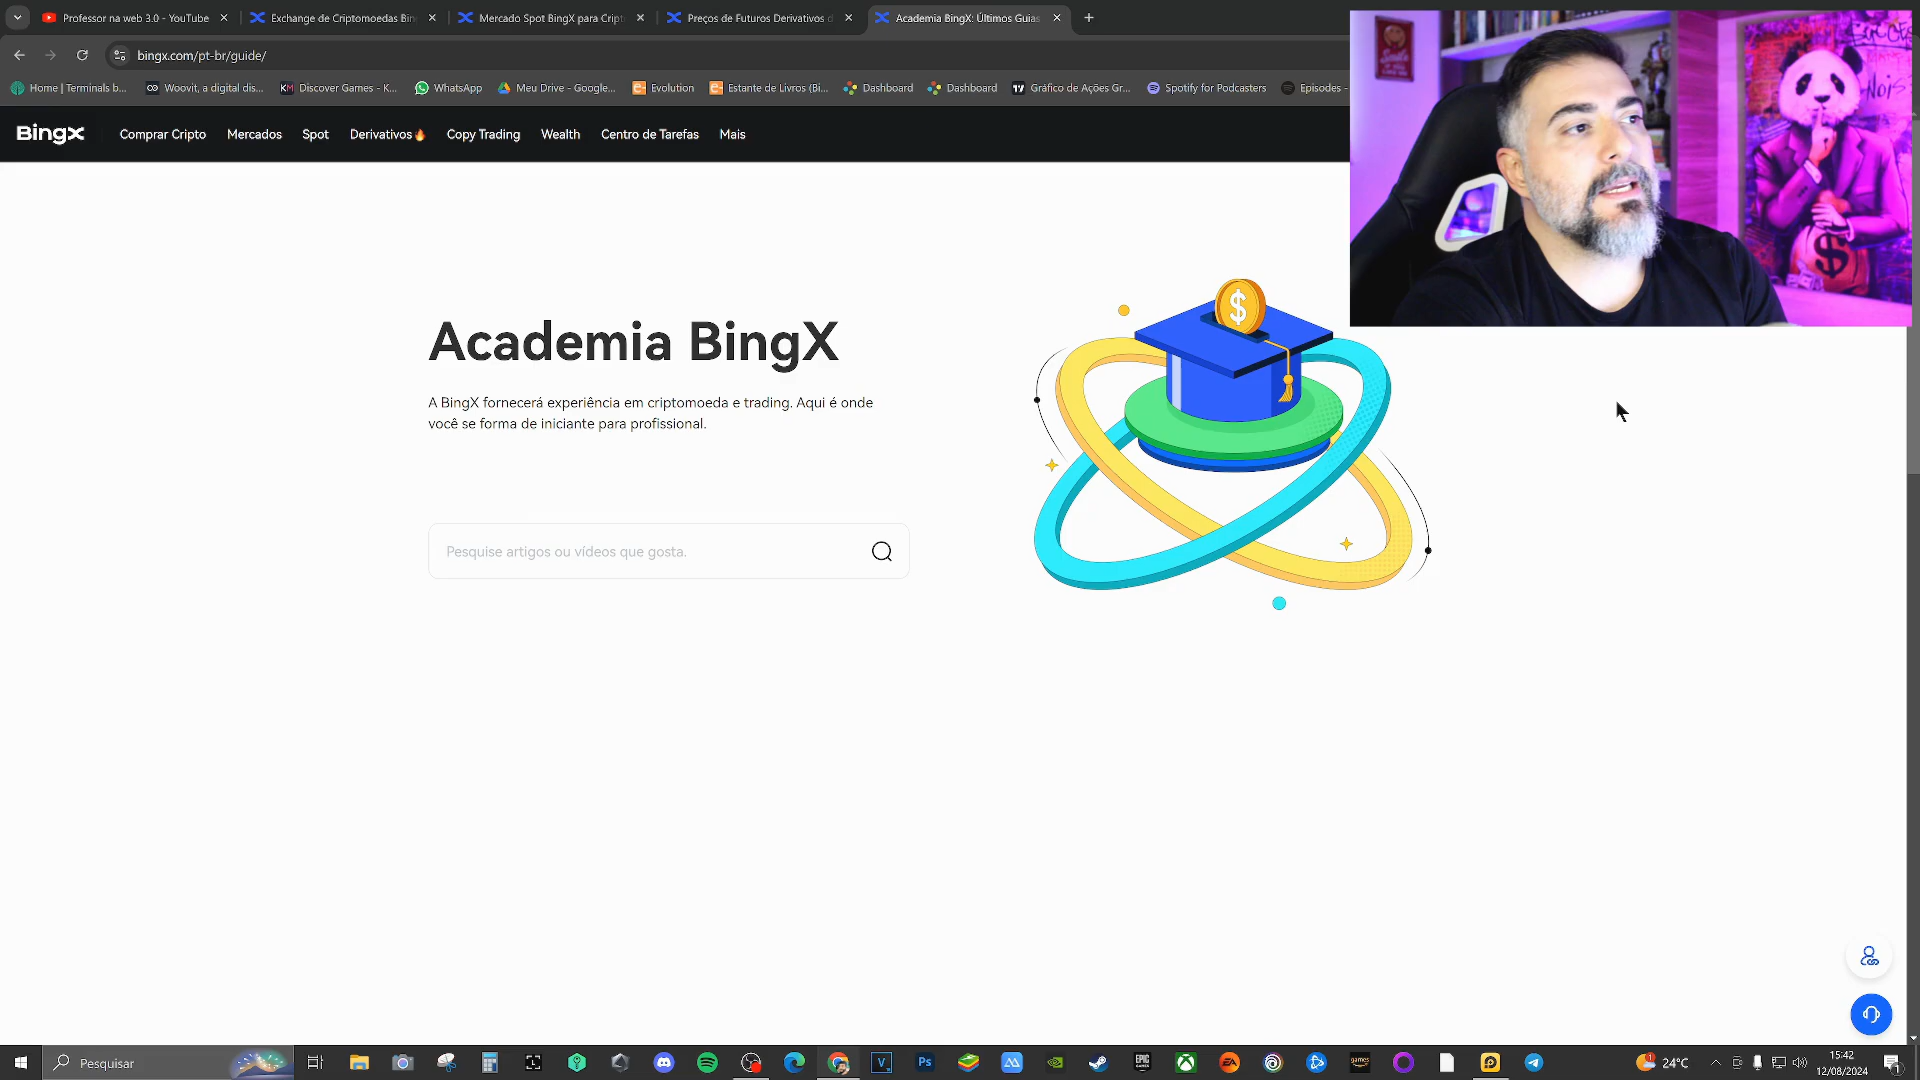 Professor na web 3.0 - YouTube
Exchange de Criptomoedas Bin
Mercado Spot BingX para Cript
Preços de Futuros Derivativos d
Academia BingX: Últimos Guias
bingx.com/pt-br/guide/
Home | Terminals b...
Woovit, a digital dis...
Discover Games - K...
WhatsApp
Meu Drive - Google...
Evolution
Estante de Livros (Bi...
Dashboard
Dashboard
Gráfico de Ações Gr...
Spotify for Podcasters
Episodes -
BingX
Comprar Cripto
Mercados
Spot
Derivativos
Copy Trading
Wealth
Centro de Tarefas
Mais
Academia BingX
A BingX fornecerá experiência em criptomoeda e trading. Aqui é onde
você se forma de iniciante para profissional.
Pesquise artigos ou vídeos que gosta.
Pesquisar
24°C
15:42
12/08/2024